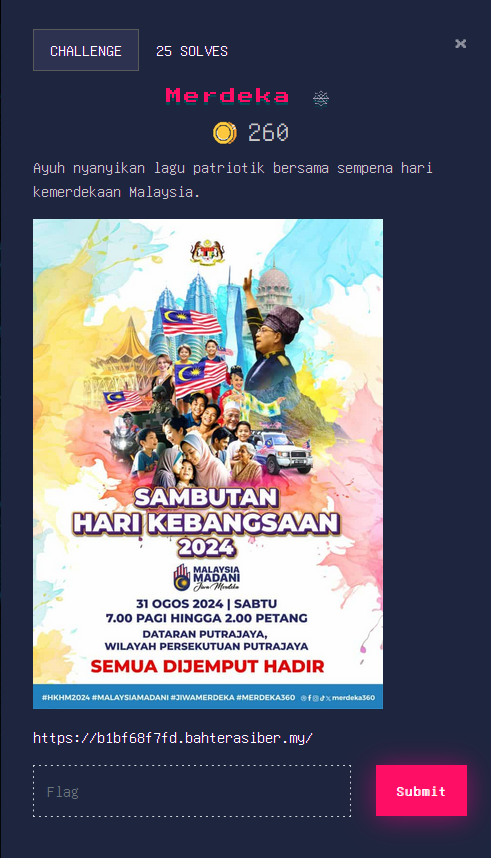 CHALLENGE
25 SOLVES
×
Merdeka
260
Ayuh nyanyikan lagu patriotik bersama sempena hari
kemerdekaan Malaysia.
SAMBUTAN
HARI KEBANGSAAN
2024
MALAYSIA
MADANI
Jiwa Merdeka
31 OGOS 2024 | SABTU
7.00 PAGI HINGGA 2.00 PETANG
DATARAN PUTRAJAYA,
WILAYAH PERSEKUTUAN PUTRAJAYA
SEMUA DIJEMPUT HADIR
#HKHM2024 #MALAYSIAMADANI #JIWAMERDEKA #MERDEKA360 merdeka360
https://b1bf68f7fd.bahterasiber.my/
Flag
Submit